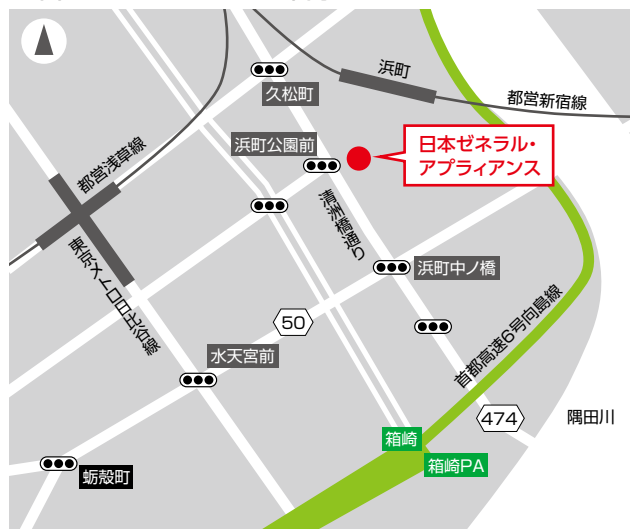 浜町
久松町
都営新宿線
日本ゼネラル・
アプライアンス
浜町公園前
都営浅草線
清洲橋通り
浜町中ノ橋
東京メトロ日比谷線
50
首都高速6号向島線
水天宮前
474
隅田川
箱崎
箱崎PA
蛎殻町